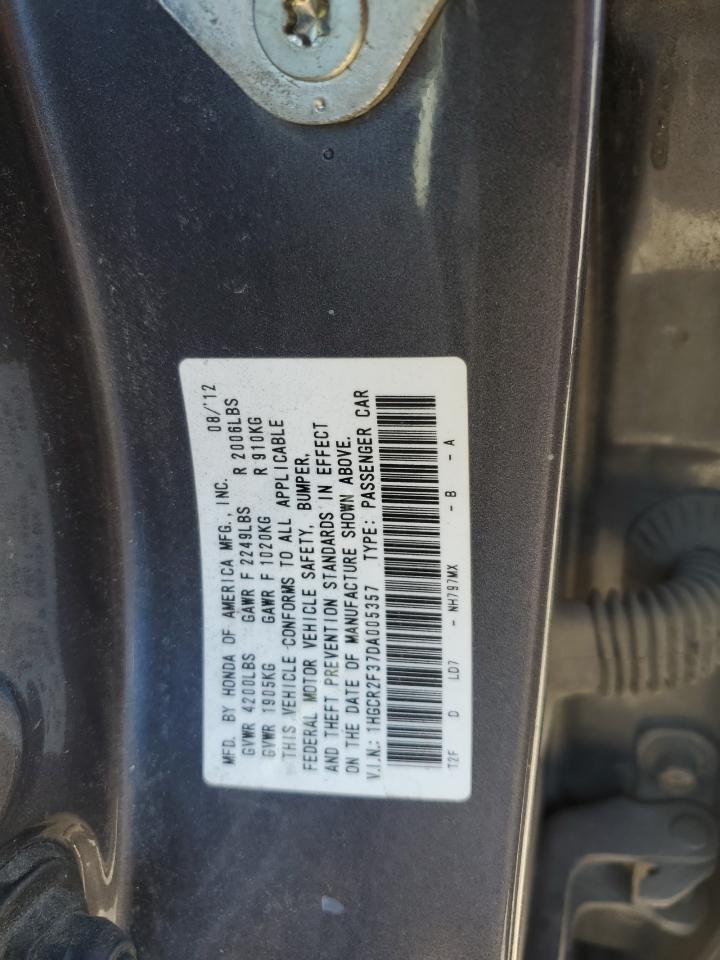 MFD. BY HONDA OF AMERICA MFG., INC. 08/'12
GVWR 4200LBS GAWR F 2249LBS R 2006LBS
GVWR 1905KG GAWR F 1020KG R 910KG
THIS VEHICLE CONFORMS TO ALL APPLICABLE
FEDERAL MOTOR VEHICLE SAFETY, BUMPER,
AND THEFT PREVENTION STANDARDS IN EFFECT
ON THE DATE OF MANUFACTURE SHOWN ABOVE.
V.I.N.: 1HGCR2F37DA005357 TYPE: PASSENGER CAR
T2F D LD7 - NH797MX - B - A